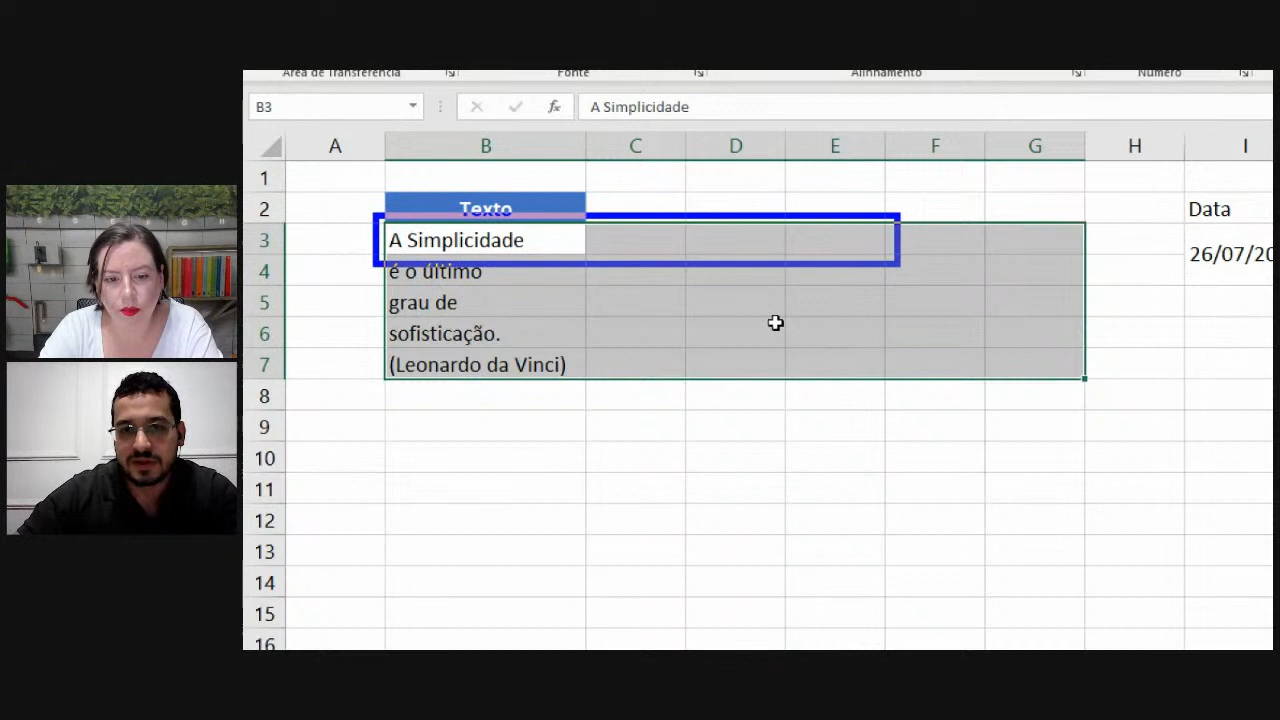 Área de Transferência Fonte Alinhamento Número
B3 fx A Simplicidade
A B C D E F G H I
1
2 Texto Data
3 A Simplicidade
26/07/20
4 é o último
5 grau de
6 sofisticação.
7 (Leonardo da Vinci)
8
9
10
11
12
13
14
15
16